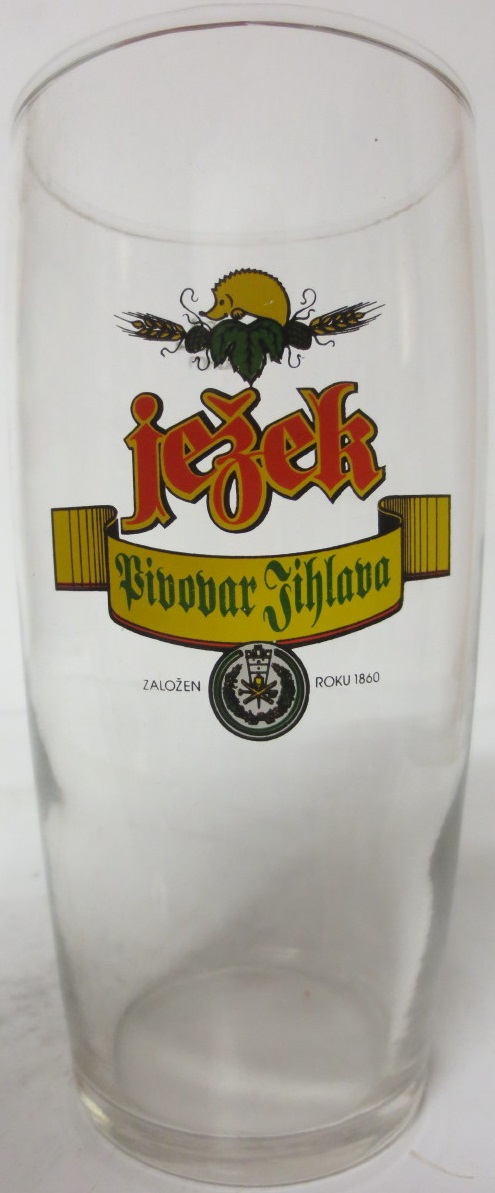 ježek
Pivovar Jihlava
ZALOŽEN ROKU 1860